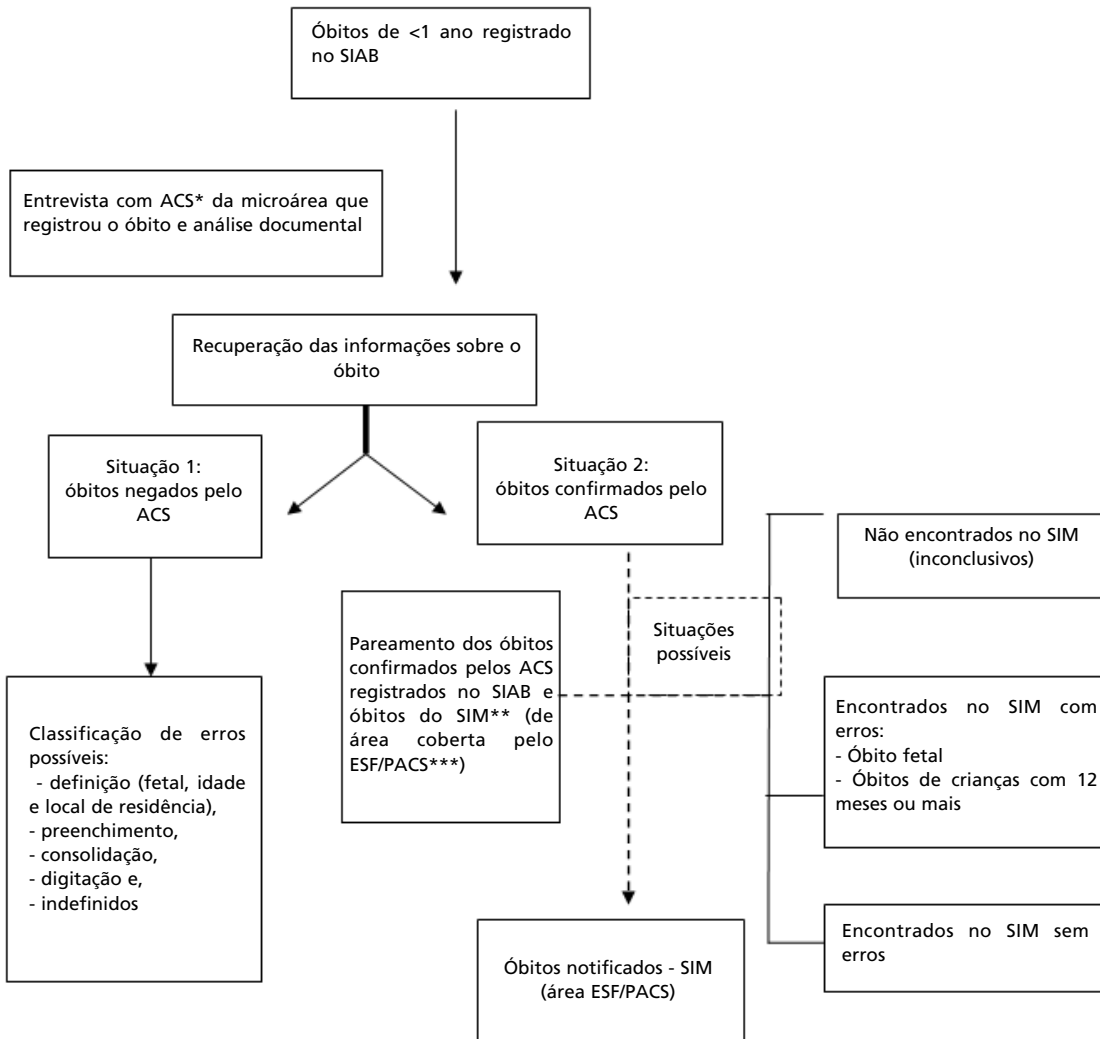 Óbitos de <1 ano registrado
no SIAB
Entrevista com ACS* da microárea que
registrou o óbito e análise documental
Recuperação das informações sobre o
óbito
Situação 1:
óbitos negados pelo
ACS
Situação 2:
óbitos confirmados pelo
ACS
Não encontrados no SIM
(inconclusivos)
Pareamento dos óbitos
confirmados pelos ACS
registrados no SIAB e
óbitos do SIM** (de
área coberta pelo
ESF/PACS***)
Situações
possíveis
Classificação de erros
possíveis:
- definição (fetal, idade
e local de residência),
- preenchimento,
- consolidação,
- digitação e,
- indefinidos
Encontrados no SIM com
erros:
- Óbito fetal
- Óbitos de crianças com 12
meses ou mais
Encontrados no SIM sem
erros
Óbitos notificados - SIM
(área ESF/PACS)